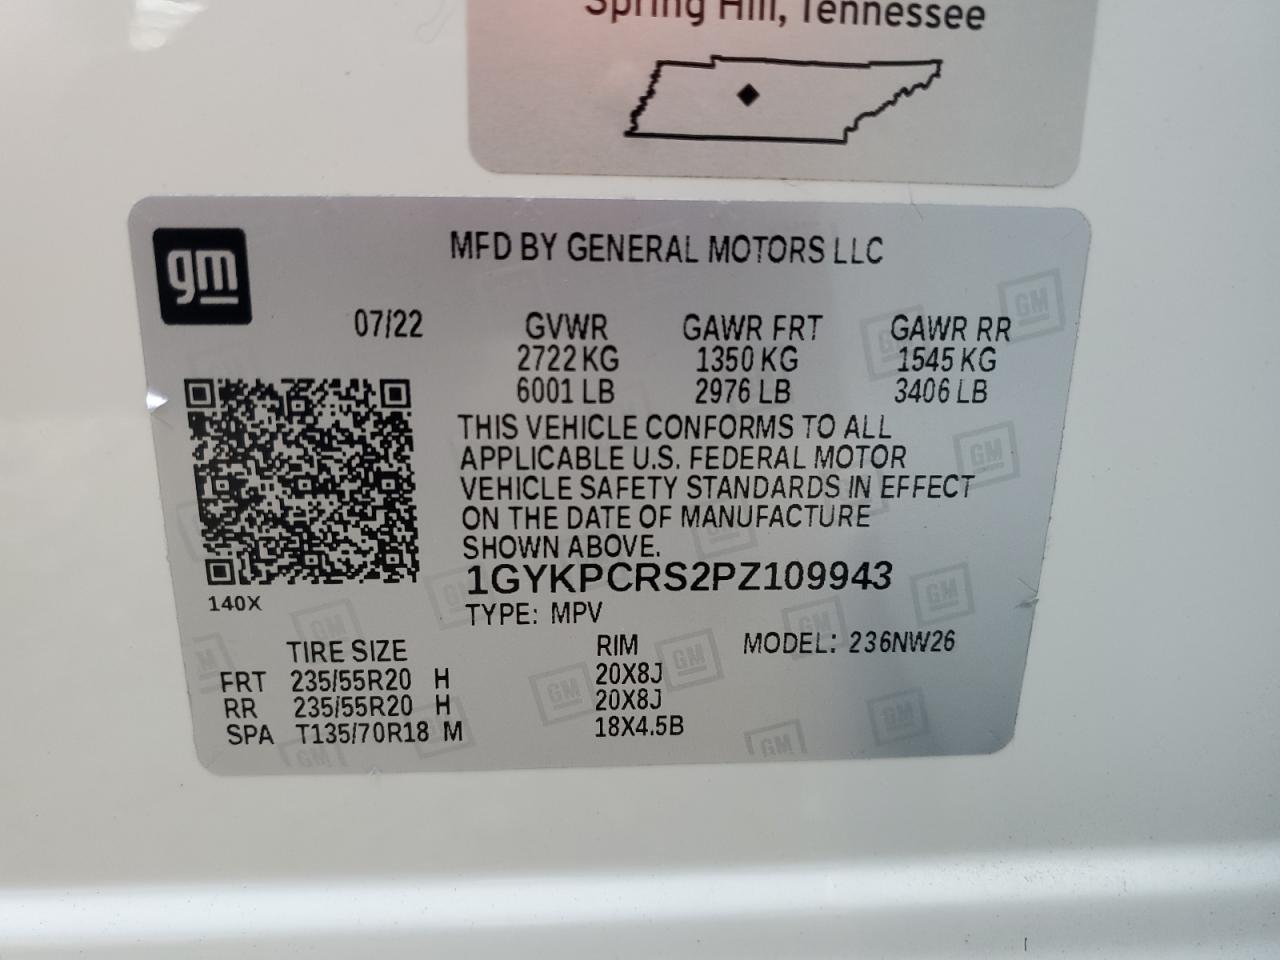 Spring Hill, Tennessee
gm
MFD BY GENERAL MOTORS LLC
07/22 GVWR GAWR FRT GAWR RR
2722 KG 1350 KG 1545 KG
6001 LB 2976 LB 3406 LB
THIS VEHICLE CONFORMS TO ALL
APPLICABLE U.S. FEDERAL MOTOR
VEHICLE SAFETY STANDARDS IN EFFECT
ON THE DATE OF MANUFACTURE
SHOWN ABOVE.
1GYKPCRS2PZ109943
140X
TYPE: MPV
TIRE SIZE RIM MODEL: 236NW26
FRT 235/55R20 H 20X8J
RR 235/55R20 H 20X8J
SPA T135/70R18 M 18X4.5B